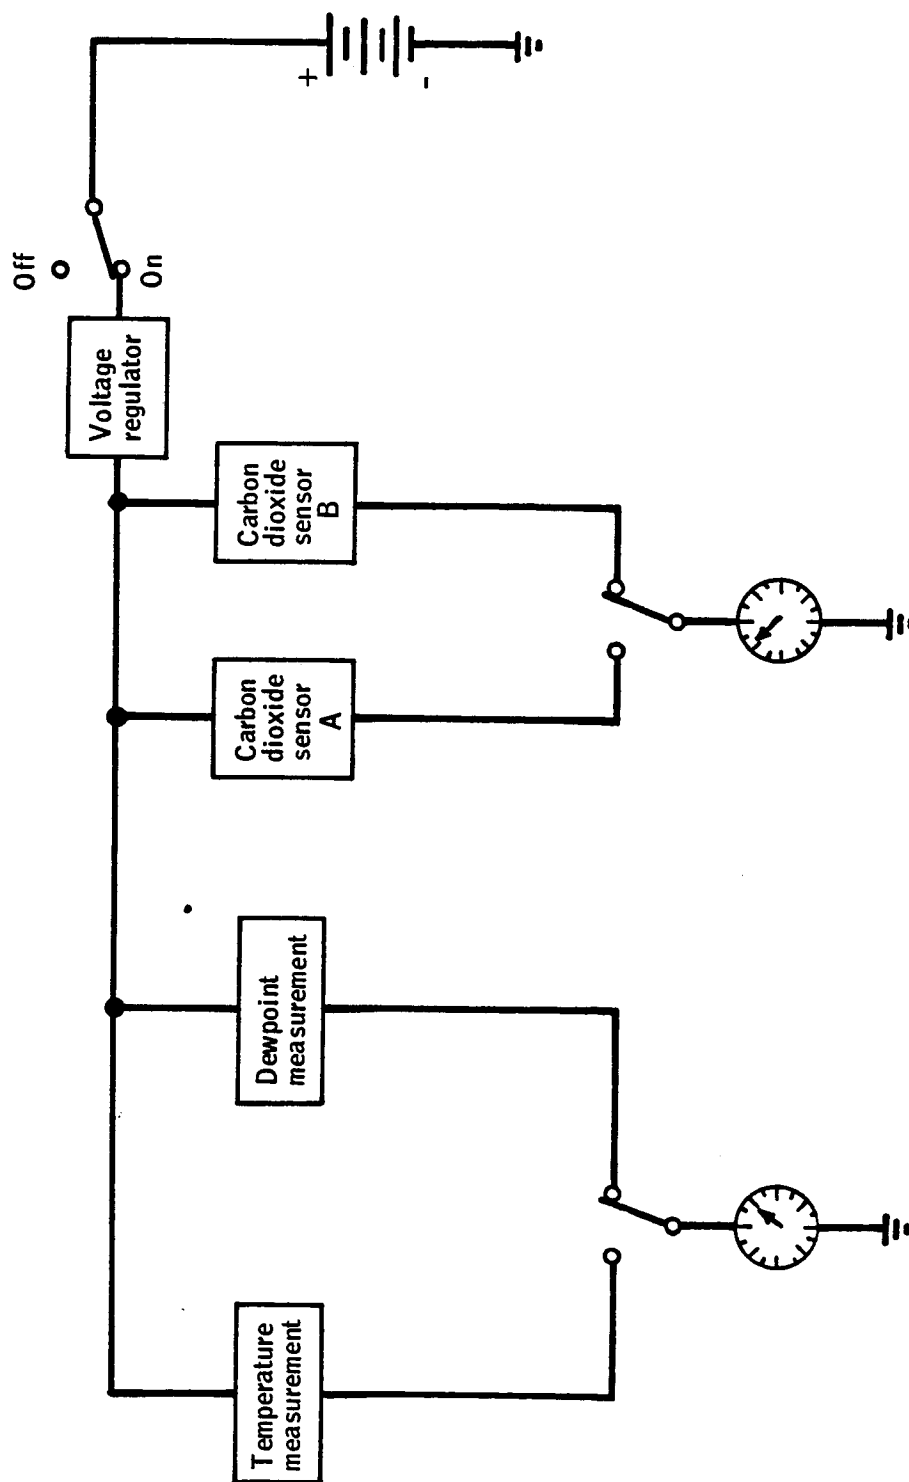 Temperature
measurement
Dewpoint
measurement
Carbon
dioxide
sensor
A
Carbon
dioxide
sensor
B
Voltage
regulator
Off
On
+
-